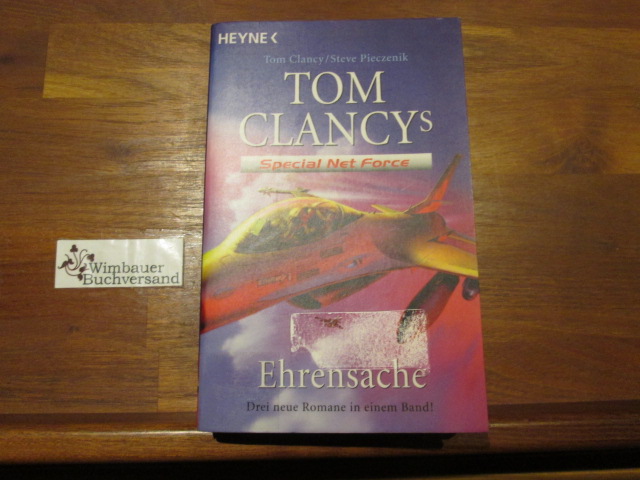 HEYNE<
Tom Clancy/Steve Pieczenik
TOM
CLANCYS
Special Net Force
Wimbauer
Buchversand
Ehrensache
Drei neue Romane in einem Band!